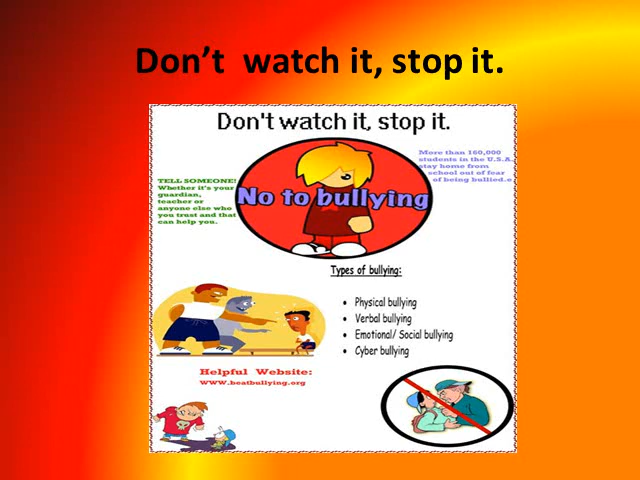 Don’t  watch it, stop it.
Don't watch it, stop it.
More than 160,000
students in the U.S.A.
stay home from
school out of fear
of being bullied.e
TELL SOMEONE!
Whether it's your
guardian,
teacher or
anyone else who
you trust and that
can help you.
No to bullying
Types of bullying:
• Physical bullying
• Verbal bullying
• Emotional/ Social bullying
• Cyber bullying
Helpful Website:
www.beatbullying.org